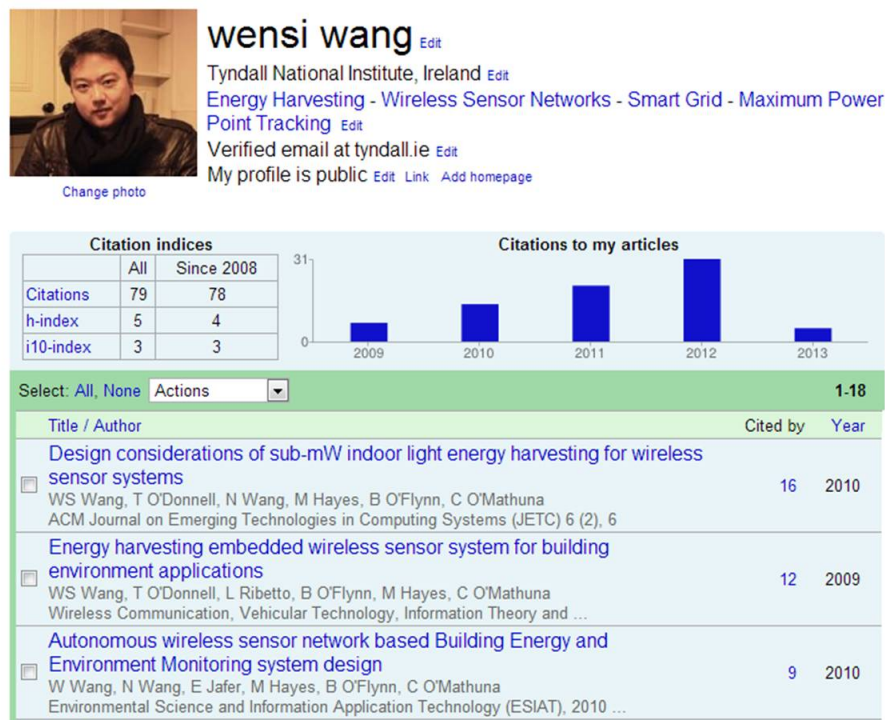 wensi wang Edit
Tyndall National Institute, Ireland Edit
Energy Harvesting - Wireless Sensor Networks - Smart Grid - Maximum Power
Point Tracking Edit
Verified email at tyndall.ie Edit
My profile is public Edit Link Add homepage
Change photo
Citation indices
All Since 2008
Citations 79 78
h-index 5 4
i10-index 3 3
Citations to my articles
31
0
2009 2010 2011 2012 2013
Select: All, None Actions 1-18
Title / Author Cited by Year
Design considerations of sub-mW indoor light energy harvesting for wireless
sensor systems
WS Wang, T O'Donnell, N Wang, M Hayes, B O'Flynn, C O'Mathuna
ACM Journal on Emerging Technologies in Computing Systems (JETC) 6 (2), 6
16 2010
Energy harvesting embedded wireless sensor system for building
environment applications
WS Wang, T O'Donnell, L Ribetto, B O'Flynn, M Hayes, C O'Mathuna
Wireless Communication, Vehicular Technology, Information Theory and ...
12 2009
Autonomous wireless sensor network based Building Energy and
Environment Monitoring system design
W Wang, N Wang, E Jafer, M Hayes, B O'Flynn, C O'Mathuna
Environmental Science and Information Application Technology (ESIAT), 2010 ...
9 2010